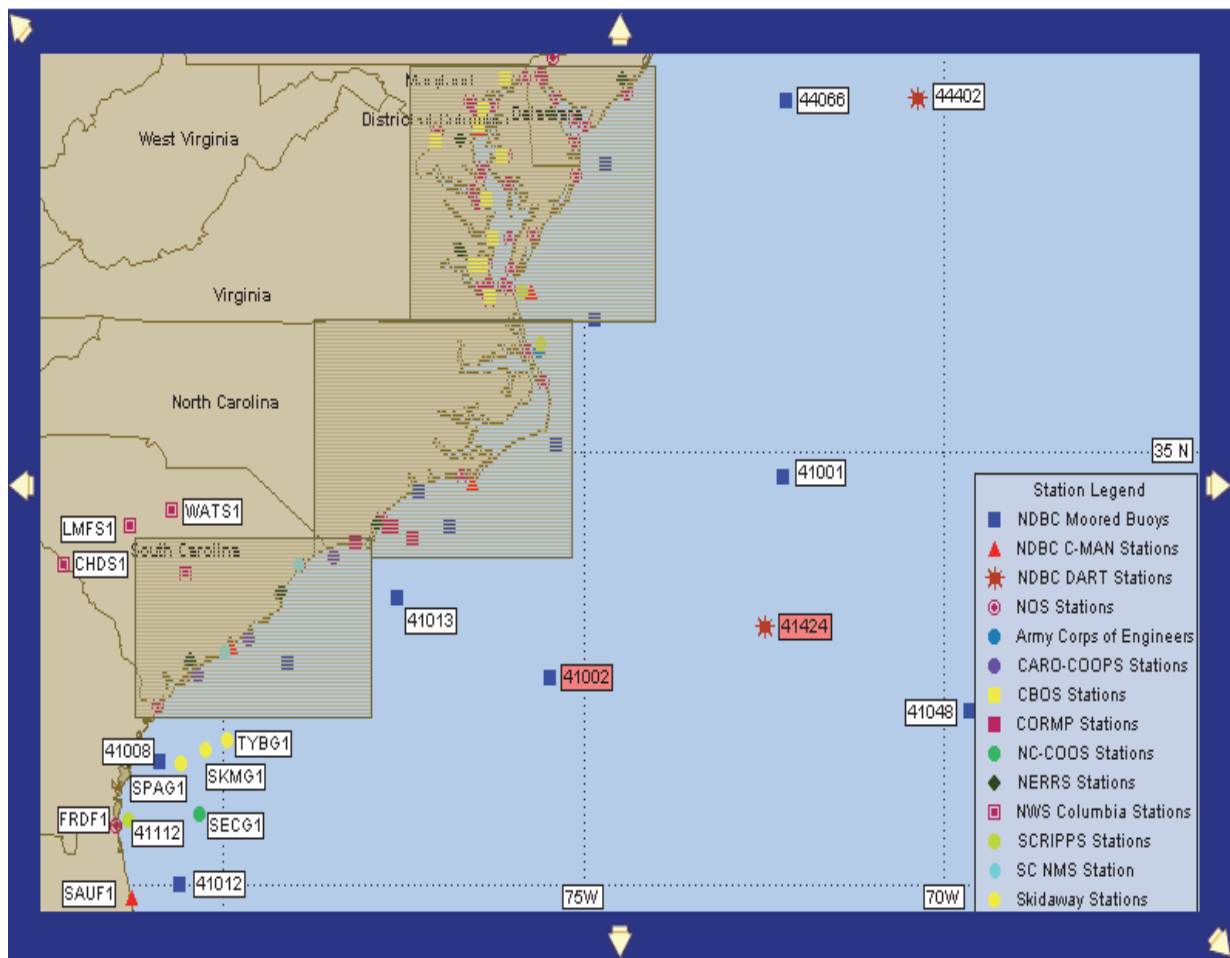 Maryland
44066
44402
District of Columbia
Delaware
West Virginia
Virginia
North Carolina
35 N
41001
WATS1
LMFS1
South Carolina
CHDS1
41013
41424
41002
41048
TYBG1
41008
SKMG1
SPAG1
FRDF1
41112
SECG1
41012
SAUF1
75W
70W
Station Legend
NDBC Moored Buoys
NDBC C-MAN Stations
NDBC DART Stations
NOS Stations
Army Corps of Engineers
CARO-COOPS Stations
CBOS Stations
CORMP Stations
NC-COOS Stations
NERRS Stations
NWS Columbia Stations
SCRIPPS Stations
SC NMS Station
Skidaway Stations